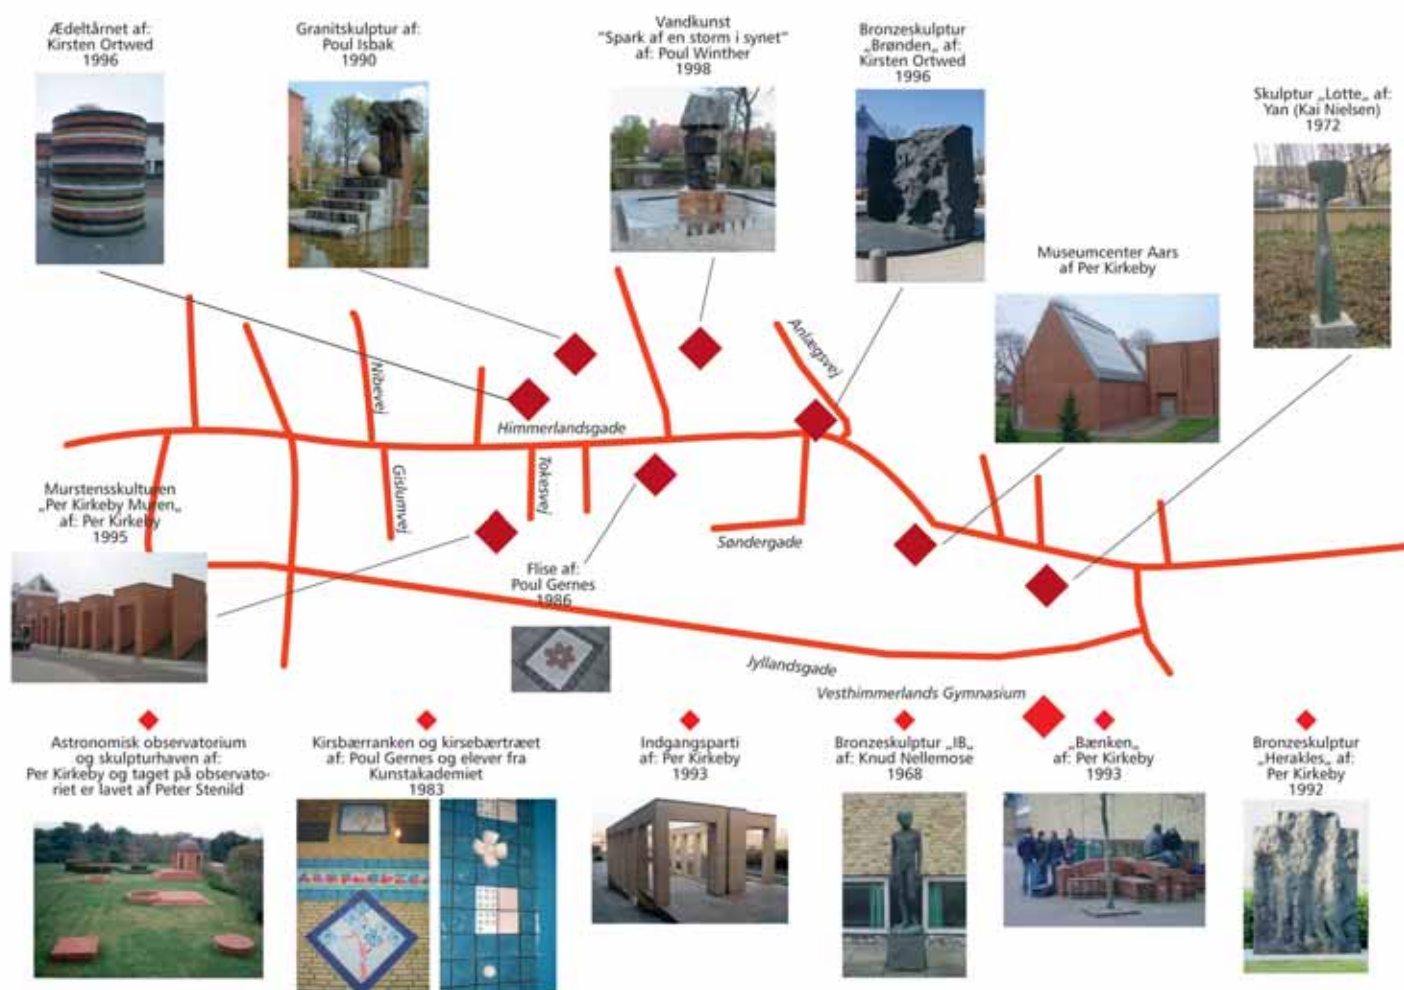 Ædeltårnet af:
Kirsten Ortwed
1996
Granitskulptur af:
Poul Isbak
1990
Vandkunst
"Spark af en storm i synet"
af: Poul Winther
1998
Bronzeskulptur
„Brønden„ af:
Kirsten Ortwed
1996
Skulptur „Lotte„ af:
Yan (Kai Nielsen)
1972
Museumcenter Aars
af Per Kirkeby
Anlægsvej
Nibevej
Himmerlandsgade
Gislumvej
Tokesvej
Søndergade
Murstensskulturen
„Per Kirkeby Muren„
af: Per Kirkeby
1995
Flise af:
Poul Gernes
1986
Jyllandsgade
Vesthimmerlands Gymnasium
Astronomisk observatorium
og skulpturhaven af:
Per Kirkeby og taget på observato-
riet er lavet af Peter Stenild
Kirsbærranken og kirsebærtræet
af: Poul Gernes og elever fra
Kunstakademiet
1983
Indgangsparti
af: Per Kirkeby
1993
Bronzeskulptur „IB„
af: Knud Nellemose
1968
„Bænken„
af: Per Kirkeby
1993
Bronzeskulptur
„Herakles„ af:
Per Kirkeby
1992